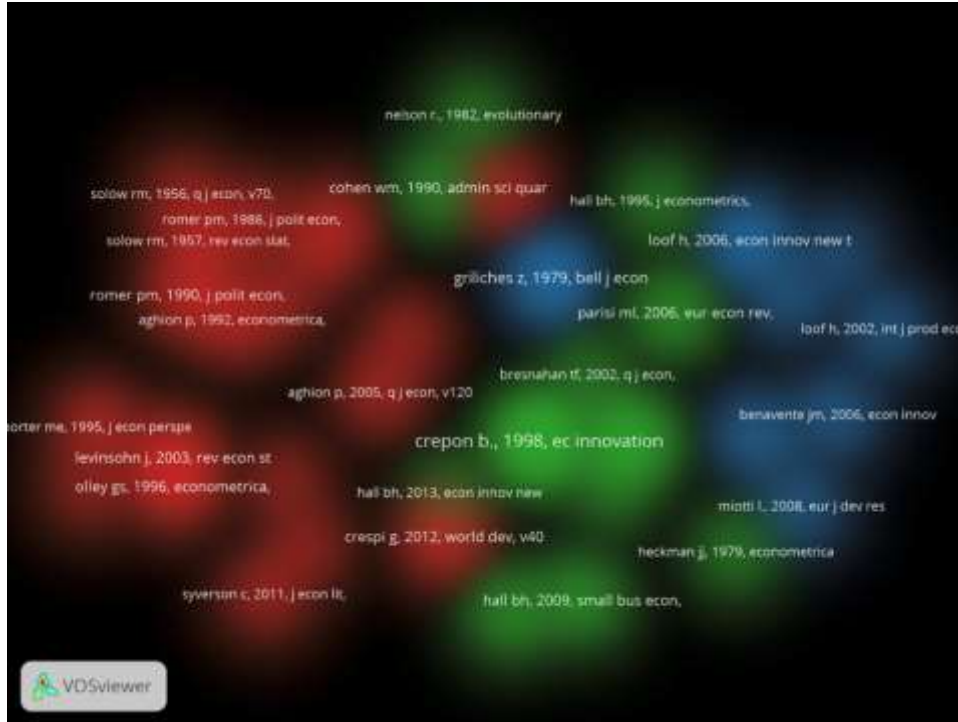 nelson r., 1982, evolutionary
cohen wm, 1990, admin sci quar
solow rm, 1956, q j econ, v70,
hall bh, 1995, j econometrics,
romer pm, 1986, j polit econ,
solow rm, 1957, rev econ stat,
loof h, 2006, econ innov new t
griliches z, 1979, bell j econ
romer pm, 1990, j polit econ,
parisi ml, 2006, eur econ rev,
aghion p, 1992, econometrica,
loof h, 2002, int j prod eco
bresnahan tf, 2002, q j econ,
aghion p, 2005, q j econ, v120
benavente jm, 2006, econ innov
orter me, 1995, j econ perspe
crepon b., 1998, ec innovation
levinsohn j, 2003, rev econ st
olley gs, 1996, econometrica,
hall bh, 2013, econ innov new
miotti l, 2008, eur j dev res
crespi g, 2012, world dev, v40
heckman jj, 1979, econometrica
syverson c, 2011, j econ lit,
hall bh, 2009, small bus econ,
VOSviewer